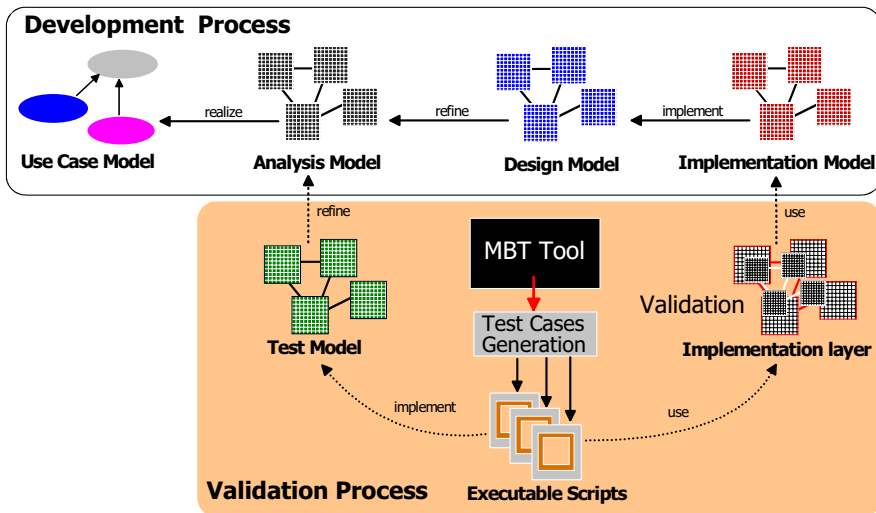 Development Process
realize
refine
implement
Use Case Model
Analysis Model
Design Model
Implementation Model
refine
use
MBT Tool
Validation
Test Cases
Generation
Test Model
Implementation layer
implement
use
Validation Process
Executable Scripts